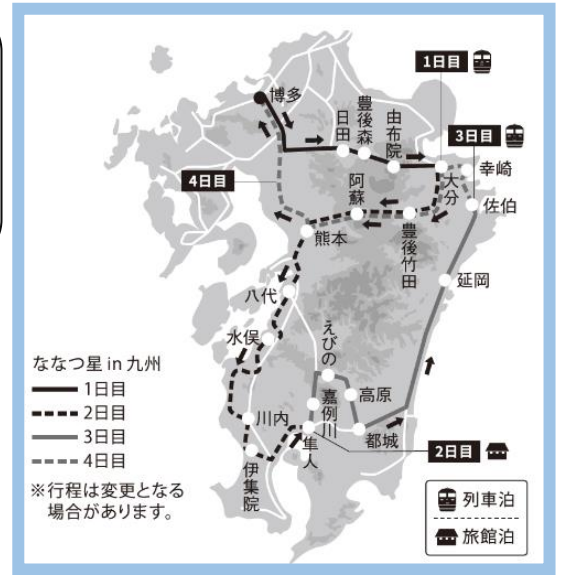 1日目
博多
日田
豊後森
由布院
3日目
幸崎
大分
佐伯
4日目
阿蘇
豊後竹田
熊本
延岡
八代
水俣
えびの
高原
嘉例川
川内
隼人
都城
伊集院
2日目
ななつ星 in 九州
1日目
2日目
3日目
4日目
※行程は変更となる
場合があります。
列車泊
旅館泊